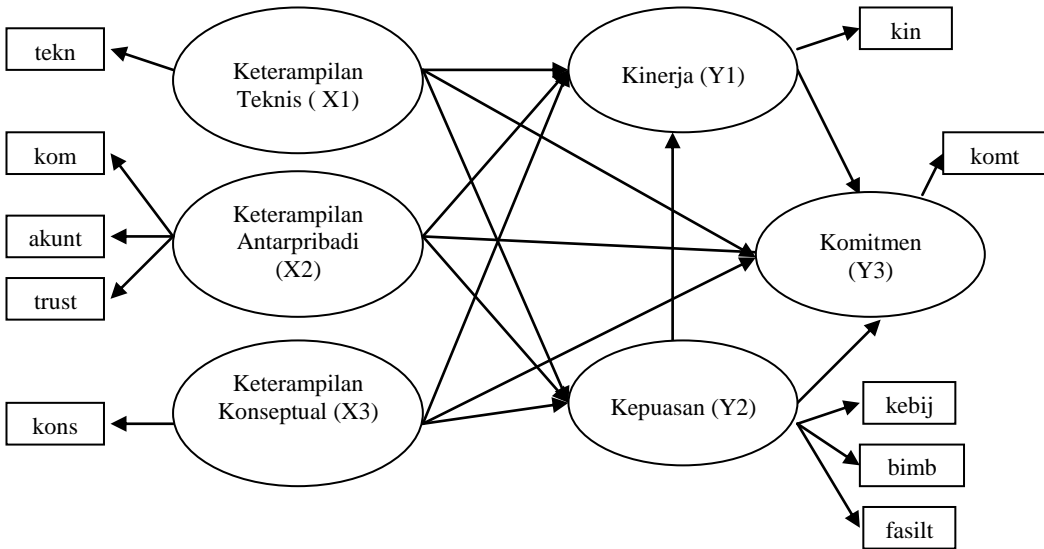 tekn
Keterampilan
Teknis ( X1)
Kinerja (Y1)
kin
kom
akunt
trust
Keterampilan
Antarpribadi
(X2)
komt
Komitmen
(Y3)
kons
Keterampilan
Konseptual (X3)
Kepuasan (Y2)
kebij
bimb
fasilt